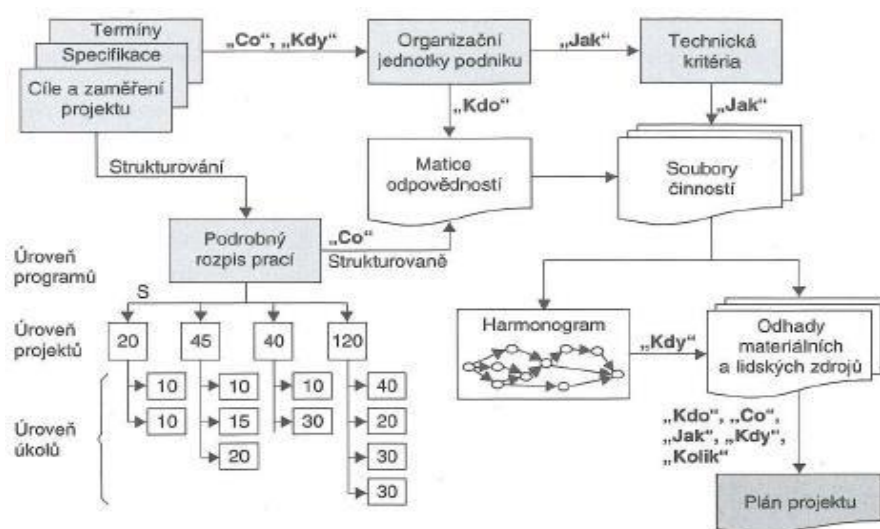 Termíny
Specifikace
Cíle a zaměření
projektu
„Co“, „Kdy“
Organizační
jednotky podniku
„Jak“
Technická
kritéria
„Kdo“
„Jak“
Strukturování
Matice
odpovědností
Soubory
činností
Podrobný
rozpis prací
„Co“
Strukturovaně
Úroveň
programů
S
Úroveň
projektů
20
45
40
120
Harmonogram
„Kdy“
Odhady
materiálních
a lidských zdrojů
Úroveň
úkolů
10
10
10
40
10
15
30
20
20
30
30
„Kdo“, „Co“,
„Jak“, „Kdy“,
„Kolik“
Plán projektu